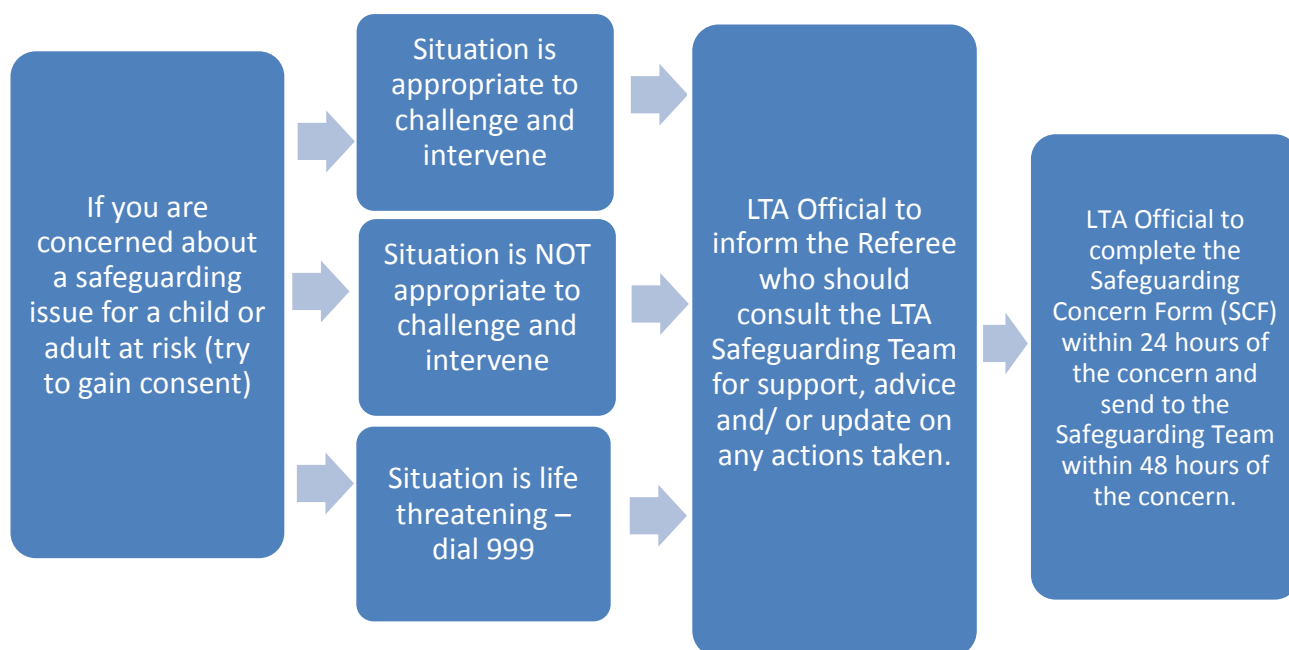 If you are
concerned about
a safeguarding
issue for a child or
adult at risk (try
to gain consent)
Situation is
appropriate to
challenge and
intervene
Situation is NOT
appropriate to
challenge and
intervene
Situation is life
threatening –
dial 999
LTA Official to
inform the Referee
who should
consult the LTA
Safeguarding Team
for support, advice
and/ or update on
any actions taken.
LTA Official to
complete the
Safeguarding
Concern Form (SCF)
within 24 hours of
the concern and
send to the
Safeguarding Team
within 48 hours of
the concern.